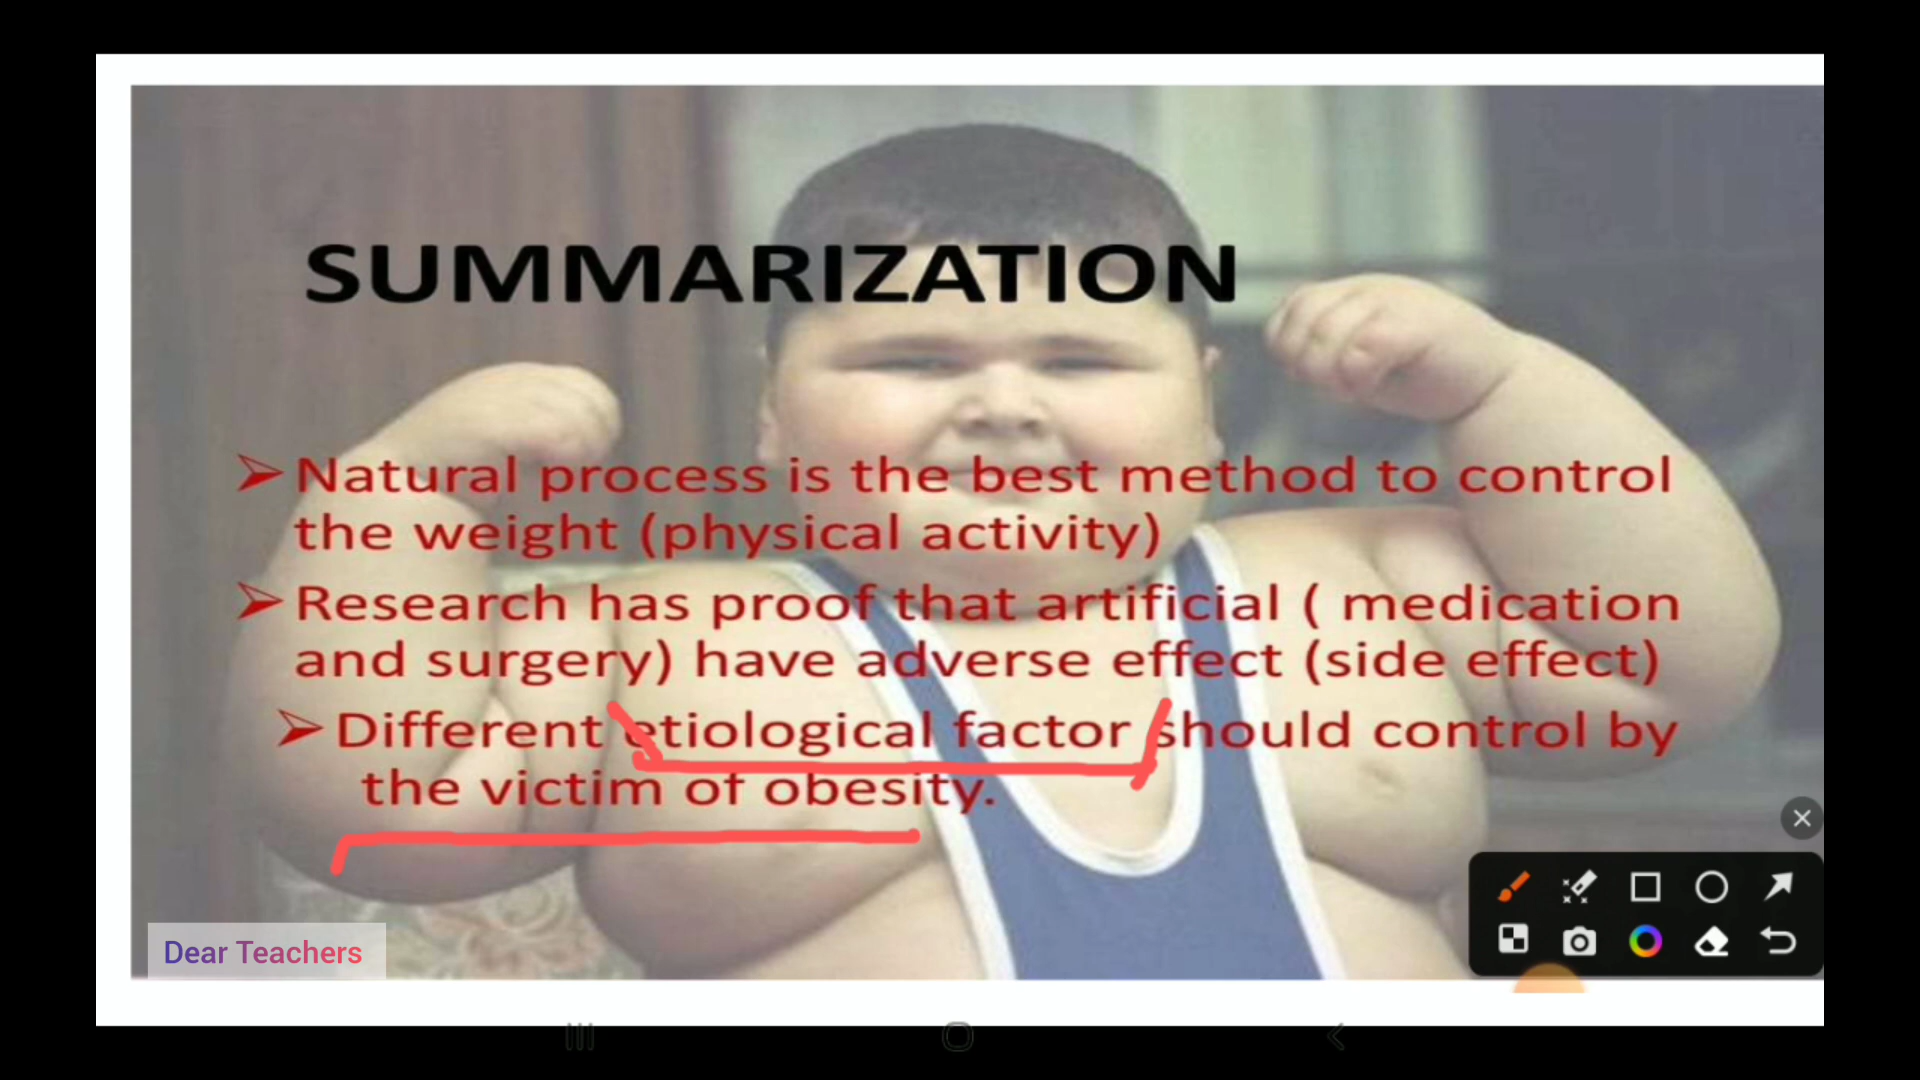 SUMMARIZATION
➢Natural process is the best method to control
the weight (physical activity)
➢Research has proof that artificial ( medication
and surgery) have adverse effect (side effect)
➢Different etiological factor should control by
the victim of obesity.
Dear Teachers